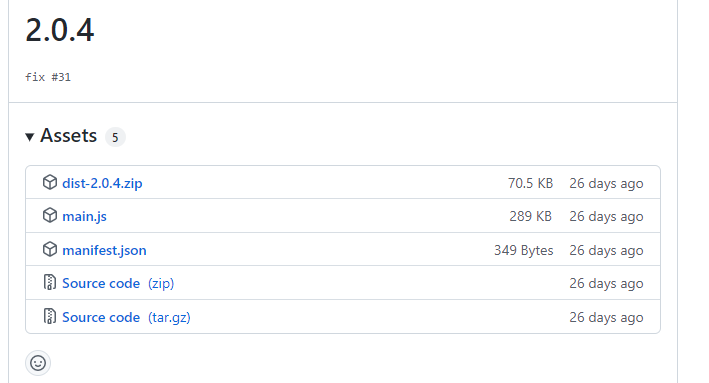 2.0.4
fix #31
Assets 5
dist-2.0.4.zip 70.5 KB 26 days ago
main.js 289 KB 26 days ago
manifest.json 349 Bytes 26 days ago
Source code (zip) 26 days ago
Source code (tar.gz) 26 days ago